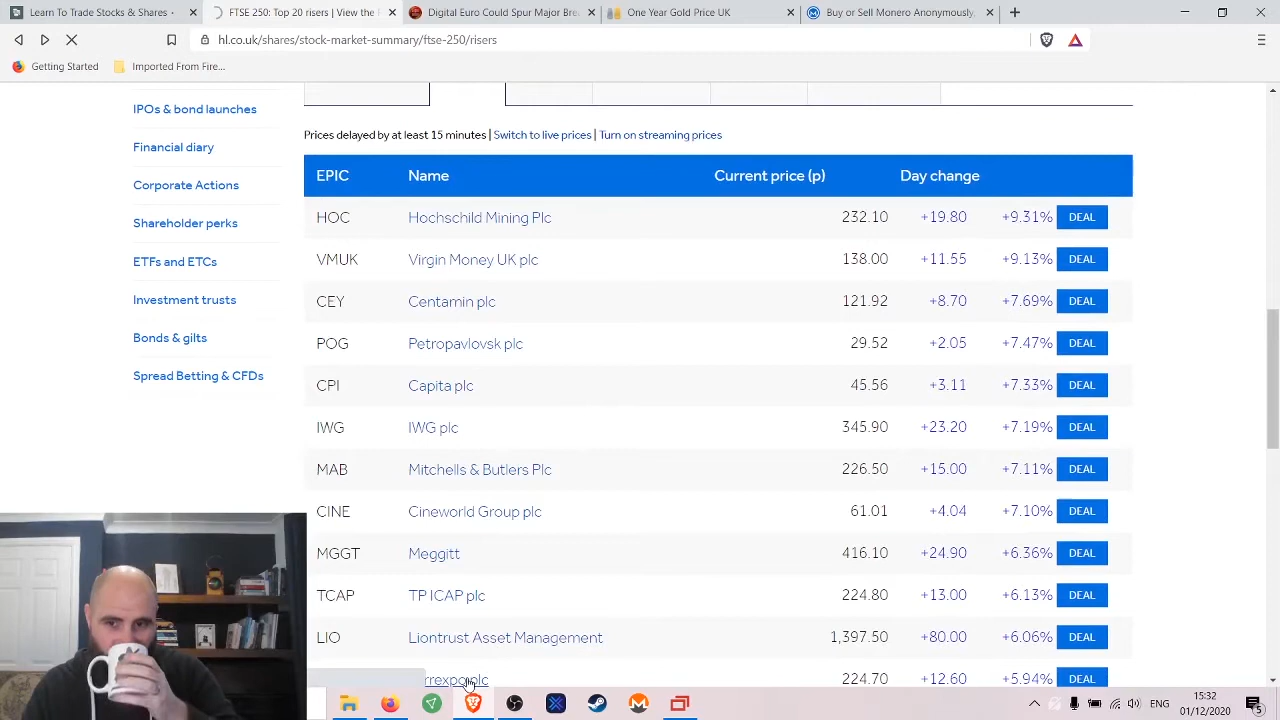 Learn To Trade Stocks & Shares -
FTSE 250: Top 20 risers | View the
Digital Euro Could Spur Major Bre
One Year Gold Price UK
Buy or Sell Monero Anonymously
hl.co.uk/shares/stock-market-summary/ftse-250/risers
Getting Started
Imported From Fire...
IPOs & bond launches
Financial diary
Corporate Actions
Shareholder perks
ETFs and ETCs
Investment trusts
Bonds & gilts
Spread Betting & CFDs
Prices delayed by at least 15 minutes | Switch to live prices | Turn on streaming prices
EPIC Name Current price (p) Day change
HOC Hochschild Mining Plc 232.10 +19.80 +9.31% DEAL
VMUK Virgin Money UK plc 138.00 +11.55 +9.13% DEAL
CEY Centamin plc 121.92 +8.70 +7.69% DEAL
POG Petropavlovsk plc 29.52 +2.05 +7.47% DEAL
CPI Capita plc 45.56 +3.11 +7.33% DEAL
IWG IWG plc 345.90 +23.20 +7.19% DEAL
MAB Mitchells & Butlers Plc 226.50 +15.00 +7.11% DEAL
CINE Cineworld Group plc 61.01 +4.04 +7.10% DEAL
MGGT Meggitt 416.10 +24.90 +6.36% DEAL
TCAP TP ICAP plc 224.80 +13.00 +6.13% DEAL
LIO Liontrust Asset Management 1,397.50 +80.00 +6.06% DEAL
rrexpo plc 224.70 +12.60 +5.94% DEAL
ENG
15:32
01/12/2020
5